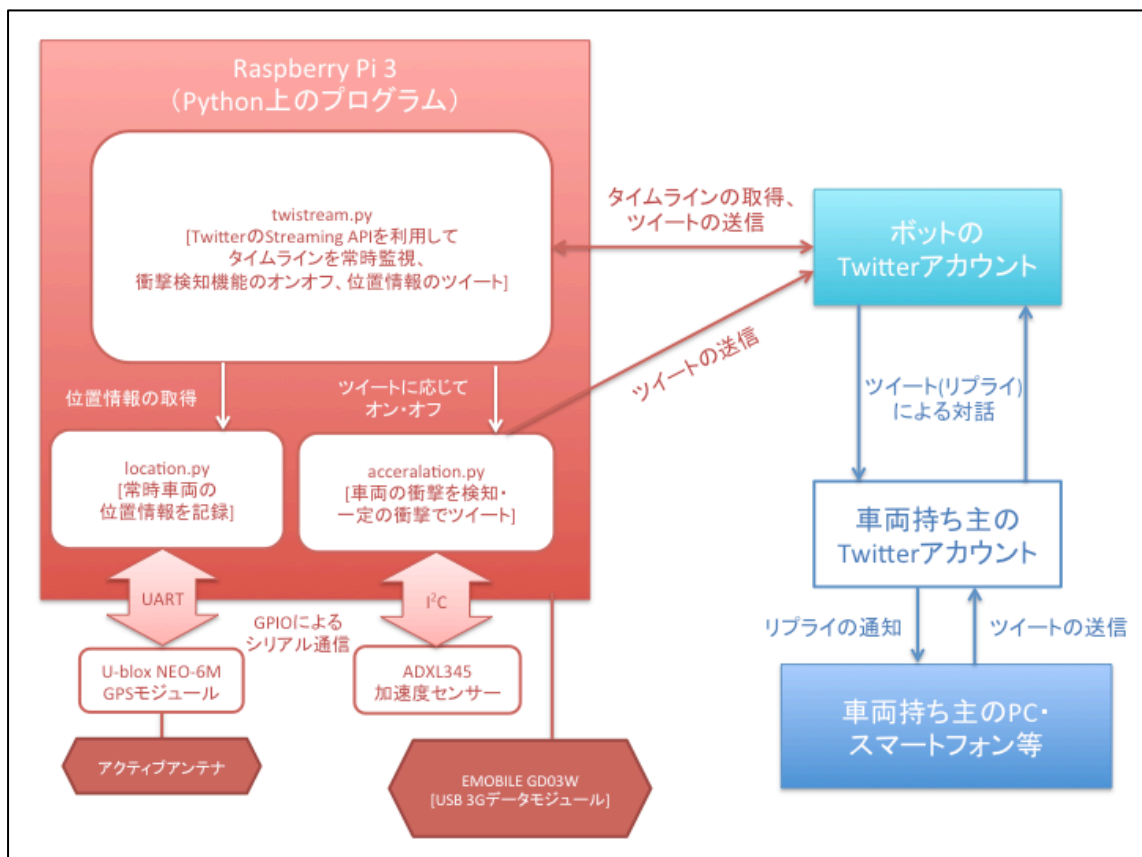 Raspberry Pi 3
（Python上のプログラム）
twistream.py
[TwitterのStreaming APIを利用して
タイムラインを常時監視、
衝撃検知機能のオンオフ、位置情報のツイート]
位置情報の取得
ツイートに応じて
オン・オフ
location.py
[常時車両の
位置情報を記録]
acceralation.py
[車両の衝撃を検知・
一定の衝撃でツイート]
UART
GPIOによる
シリアル通信
I²C
U-blox NEO-6M
GPSモジュール
ADXL345
加速度センサー
アクティブアンテナ
EMOBILE GD03W
[USB 3Gデータモジュール]
タイムラインの取得、
ツイートの送信
ツイートの送信
ボットの
Twitterアカウント
ツイート(リプライ)
による対話
車両持ち主の
Twitterアカウント
リプライの通知
ツイートの送信
車両持ち主のPC・
スマートフォン等